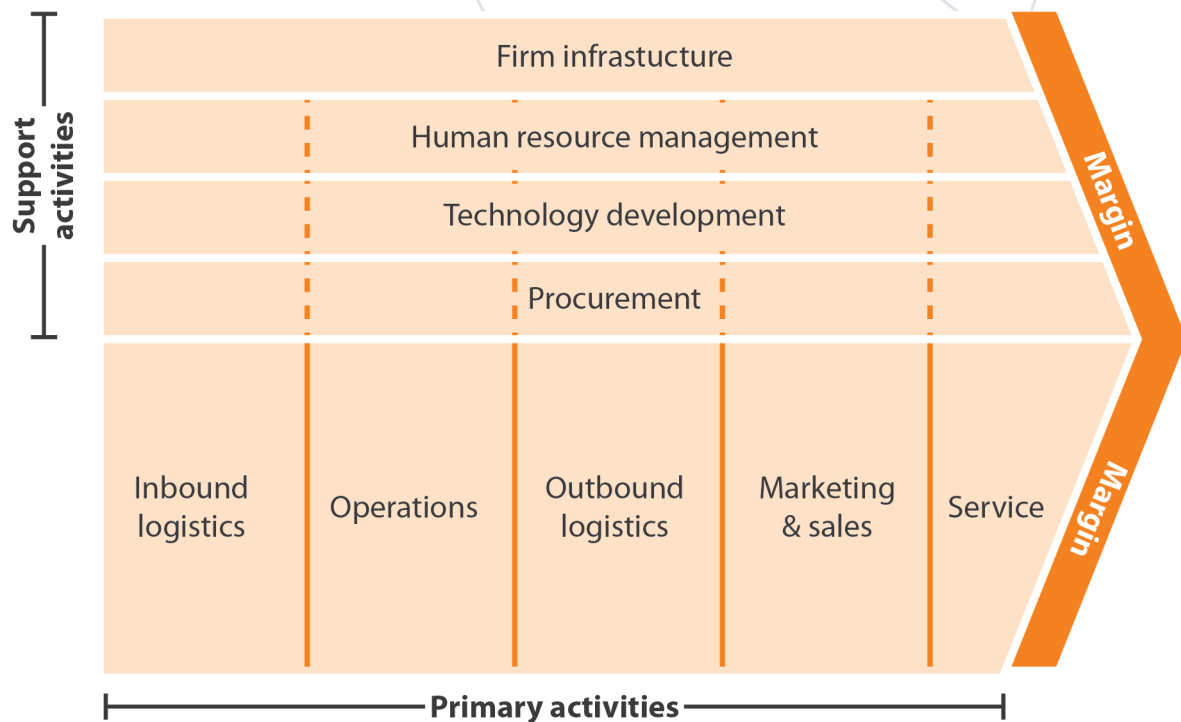 Support
activities
Firm infrastucture
Human resource management
Technology development
Procurement
Margin
Inbound
logistics
Operations
Outbound
logistics
Marketing
& sales
Service
Margin
Primary activities